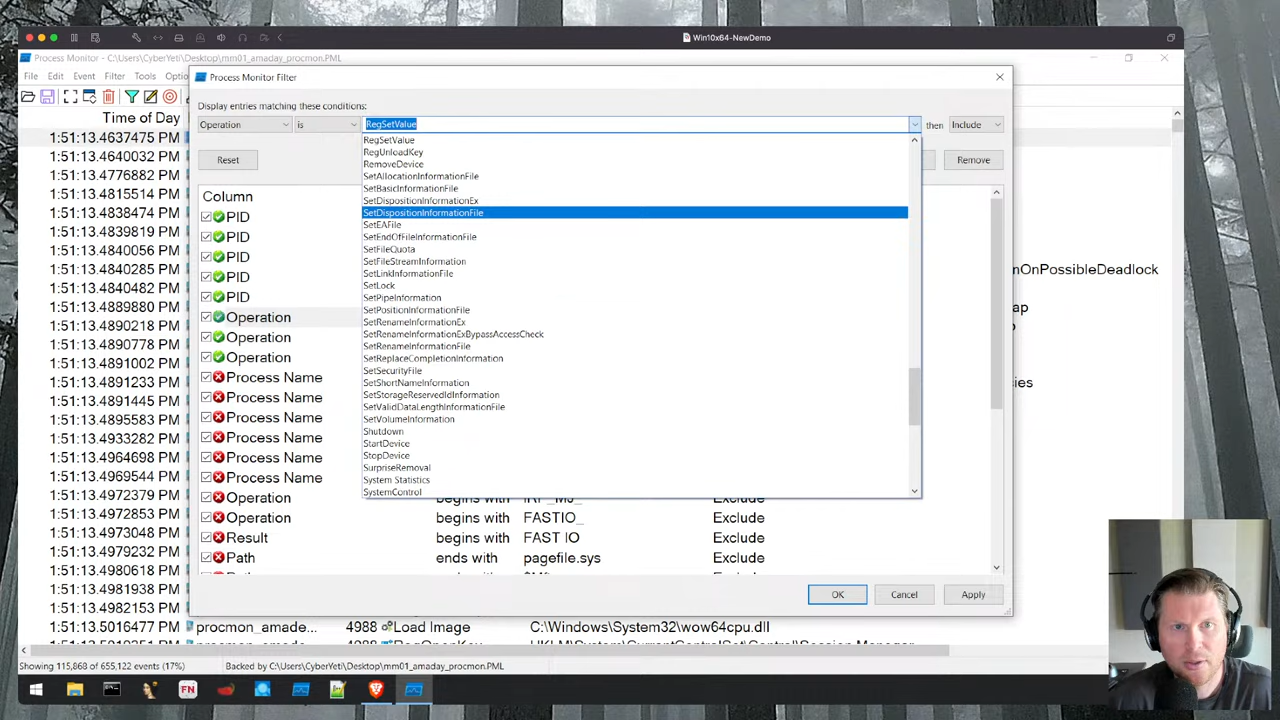 Win10x64-NewDemo
Process Monitor - C:\Users\CyberYeti\Desktop\mm01_amaday_procmon.PML
File Edit Event Filter Tools
Process Monitor Filter
Display entries matching these conditions:
Operation is RegSetValue then Include
Reset Remove
Time of Day
1:51:13.4637475 PM
1:51:13.4640032 PM
1:51:13.4776882 PM
1:51:13.4815514 PM
1:51:13.4838474 PM
1:51:13.4839819 PM
1:51:13.4840056 PM
1:51:13.4840285 PM
1:51:13.4889880 PM
1:51:13.4890218 PM
1:51:13.4890778 PM
1:51:13.4891002 PM
1:51:13.4891233 PM
1:51:13.4891445 PM
1:51:13.4895583 PM
1:51:13.4933282 PM
1:51:13.4964698 PM
1:51:13.4969544 PM
1:51:13.4972379 PM
1:51:13.4972853 PM
1:51:13.4973048 PM
1:51:13.4979232 PM
1:51:13.4980618 PM
1:51:13.4981963 PM
1:51:13.4982153 PM
Column
PID
PID
PID
PID
PID
Operation
Operation
Operation
Process Name
Process Name
Process Name
Process Name
Process Name
Process Name
RegSetValue
RegUnloadKey
RemoveDevice
SetAllocationInformationFile
SetBasicInformationFile
SetDispositionInformationEx
SetDispositionInformationFile
SetEAFile
SetEndOfFileInformationFile
SetFileQuota
SetFileStreamInformation
SetLinkInformationFile
SetLock
SetPipeInformation
SetPositionInformationFile
SetRenameInformationEx
SetRenameInformationExBypassAccessCheck
SetRenameInformationFile
SetReplaceCompletionInformation
SetSecurityFile
SetShortNameInformation
SetStorageReservedIdInformation
SetValidDataLengthInformationFile
SetVolumeInformation
Shutdown
StartDevice
StopDevice
SurpriseRemoval
System Statistics
SystemControl
Operation begins with IRP_MJ_ Exclude
Operation begins with FASTIO_ Exclude
Result begins with FAST IO Exclude
Path ends with pagefile.sys Exclude
nOnPossibleDeadlock
OK Cancel Apply
1:51:13.5016477 PM procmon_amade... 4988 Load Image C:\Windows\System32\wow64cpu.dll
Showing 115,868 of 655,122 events (17%) Backed by C:\Users\CyberYeti\Desktop\mm01_amaday_procmon.PML
FN